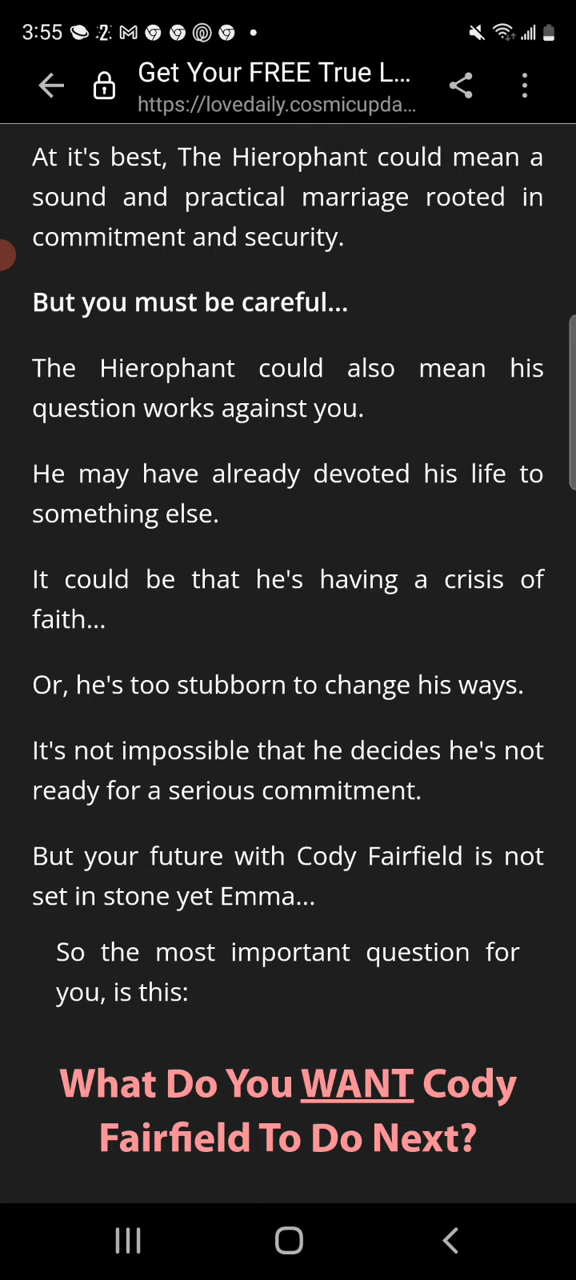 3:55
Get Your FREE True L...
https://lovedaily.cosmicupda...
At it's best, The Hierophant could mean a
sound and practical marriage rooted in
commitment and security.
But you must be careful...
The Hierophant could also mean his
question works against you.
He may have already devoted his life to
something else.
It could be that he's having a crisis of
faith...
Or, he's too stubborn to change his ways.
It's not impossible that he decides he's not
ready for a serious commitment.
But your future with Cody Fairfield is not
set in stone yet Emma...
So the most important question for
you, is this:
What Do You WANT Cody
Fairfield To Do Next?